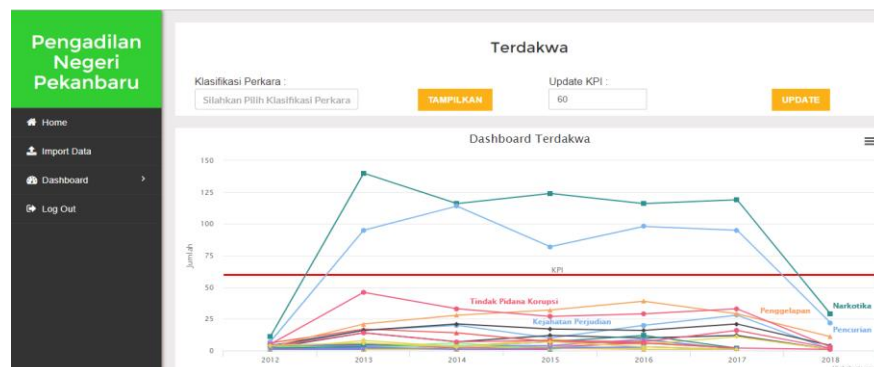 Pengadilan
Negeri
Pekanbaru
Home
Import Data
Dashboard
Log Out
Terdakwa
Klasifikasi Perkara :
Silahkan Pilih Klasifikasi Perkara
TAMPILKAN
Update KPI :
60
UPDATE
Dashboard Terdakwa
Jumlah
150
125
100
75
50
25
0
KPI
Tindak Pidana Korupsi
Kejahatan Perjudian
Penggelapan
Narkotika
Pencurian
2012 2013 2014 2015 2016 2017 2018